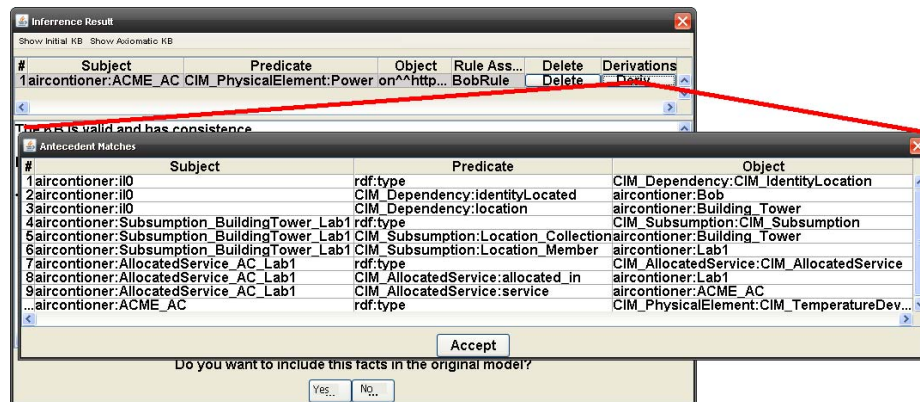 Inferrence Result
Show Initial KB Show Axiomatic KB
# Subject Predicate Object Rule Ass... Delete Derivations
1 aircontioner:ACME_AC CIM_PhysicalElement:Power on^^http... BobRule Delete Deriv...
The KB is valid and has consistence
Antecedent Matches
# Subject Predicate Object
1 aircontioner:il0 rdf:type CIM_Dependency:CIM_IdentityLocation
2 aircontioner:il0 CIM_Dependency:identityLocated aircontioner:Bob
3 aircontioner:il0 CIM_Dependency:location aircontioner:Building_Tower
4 aircontioner:Subsumption_BuildingTower_Lab1 rdf:type CIM_Subsumption:CIM_Subsumption
5 aircontioner:Subsumption_BuildingTower_Lab1 CIM_Subsumption:Location_Collection aircontioner:Building_Tower
6 aircontioner:Subsumption_BuildingTower_Lab1 CIM_Subsumption:Location_Member aircontioner:Lab1
7 aircontioner:AllocatedService_AC_Lab1 rdf:type CIM_AllocatedService:CIM_AllocatedService
8 aircontioner:AllocatedService_AC_Lab1 CIM_AllocatedService:allocated_in aircontioner:Lab1
9 aircontioner:AllocatedService_AC_Lab1 CIM_AllocatedService:service aircontioner:ACME_AC
... aircontioner:ACME_AC rdf:type CIM_PhysicalElement:CIM_TemperatureDev...
Accept
Do you want to include this facts in the original model?
Yes... No...